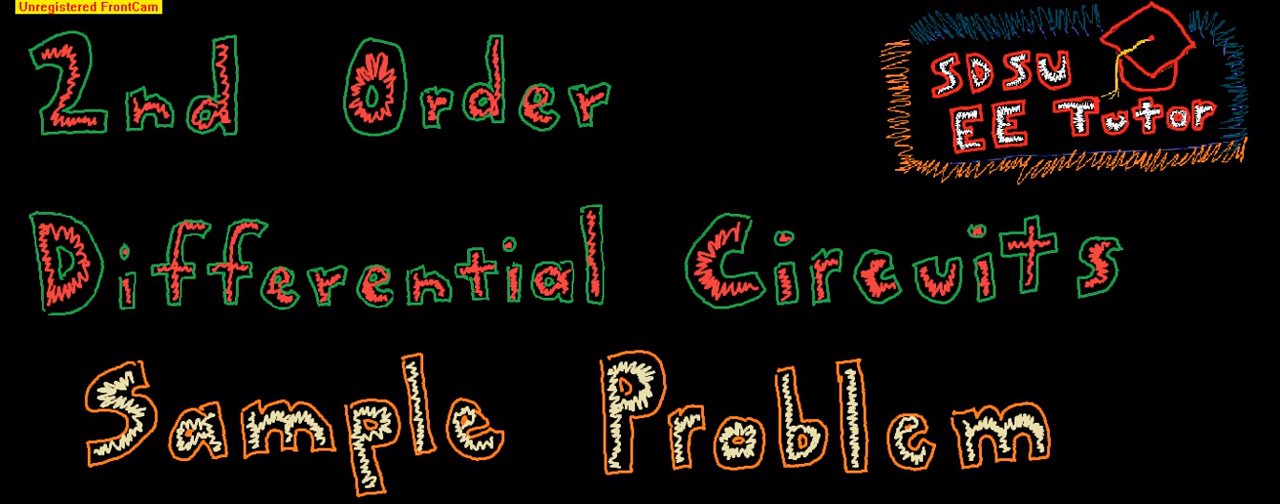 Unregistered FrontCam
2nd Order
SDSU
EE Tutor
Differential Circuits
Sample Problem